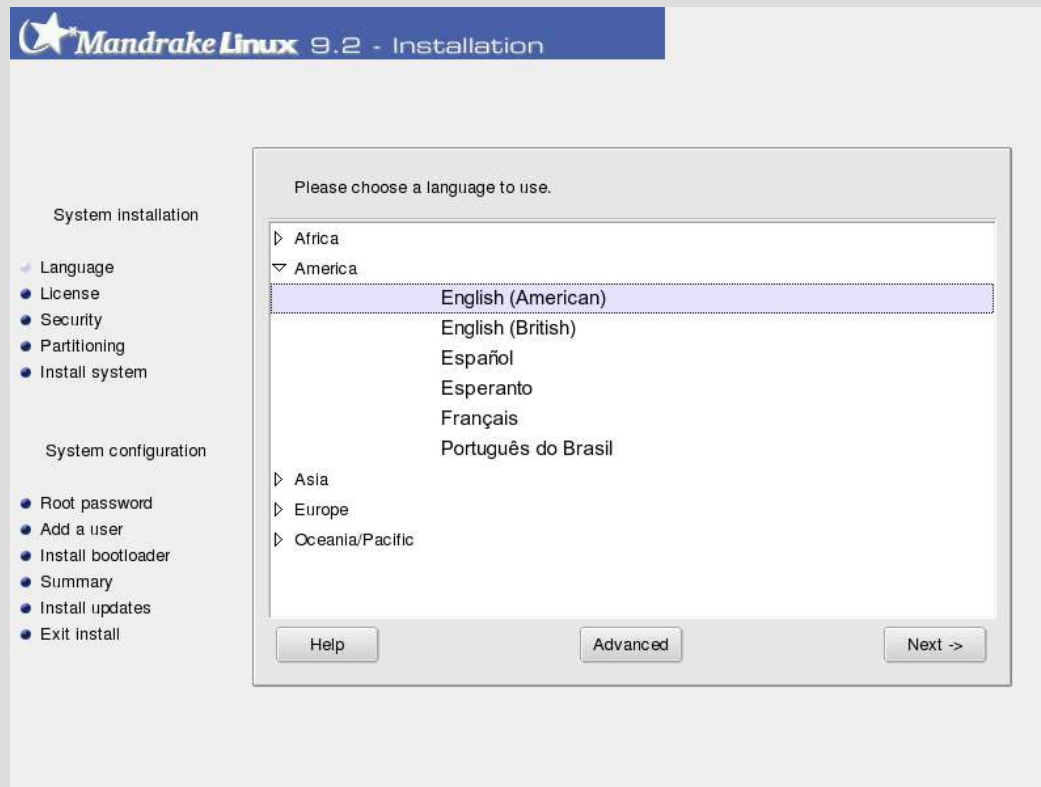 Mandrake Linux 9.2 - Installation
System installation
Language
License
Security
Partitioning
Install system
System configuration
Root password
Add a user
Install bootloader
Summary
Install updates
Exit install
Please choose a language to use.
Africa
America
English (American)
English (British)
Español
Esperanto
Français
Português do Brasil
Asia
Europe
Oceania/Pacific
Help
Advanced
Next ->